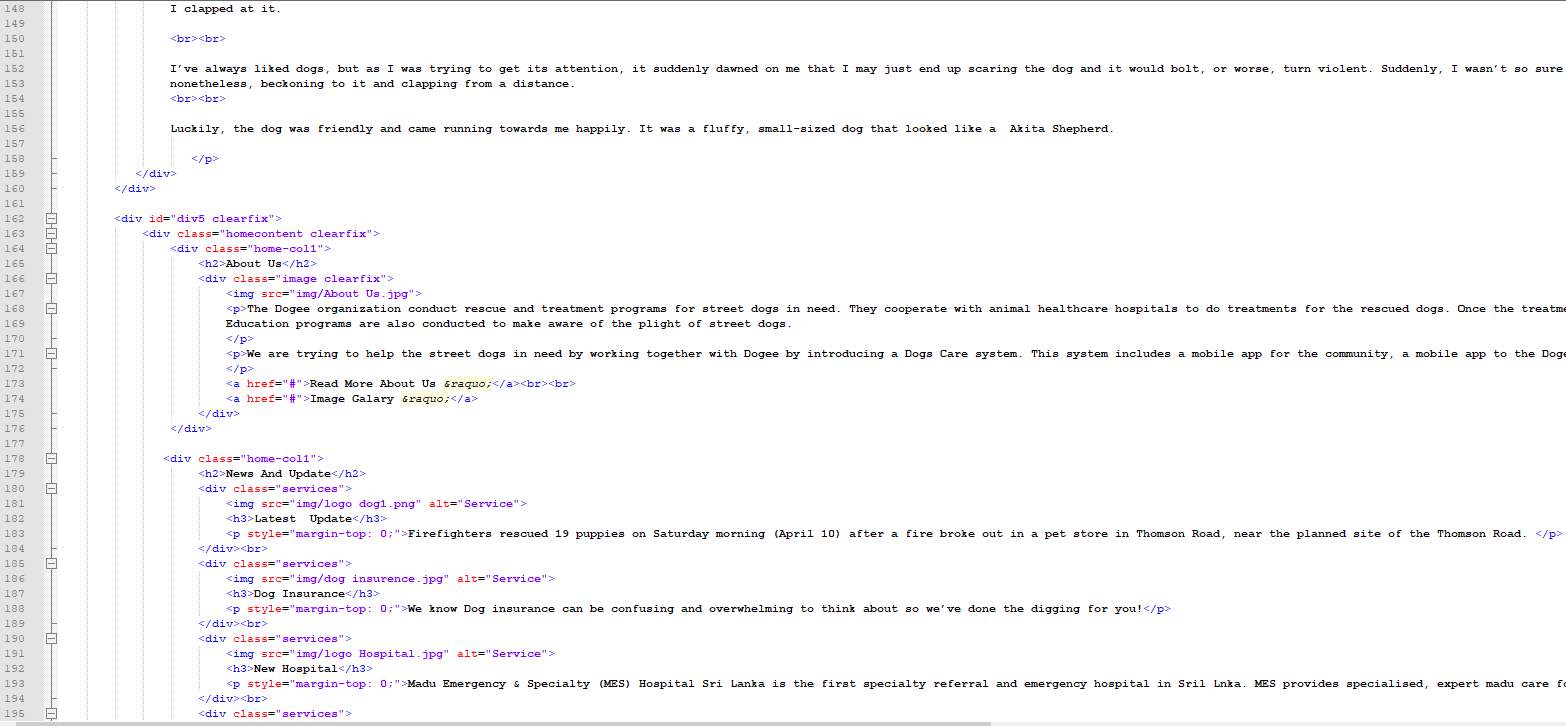 148 I clapped at it.
149
150 <br><br>
151
152 I've always liked dogs, but as I was trying to get its attention, it suddenly dawned on me that I may just end up scaring the dog and it would bolt, or worse, turn violent. Suddenly, I wasn't so sure
153 nonetheless, beckoning to it and clapping from a distance.
154 <br><br>
155
156 Luckily, the dog was friendly and came running towards me happily. It was a fluffy, small-sized dog that looked like a  Akita Shepherd.
157
158 </p>
159 </div>
160 </div>
161
162 <div id="div5 clearfix">
163 <div class="homecontent clearfix">
164 <div class="home-col1">
165 <h2>About Us</h2>
166 <div class="image clearfix">
167 <img src="img/About Us.jpg">
168 <p>The Dogee organization conduct rescue and treatment programs for street dogs in need. They cooperate with animal healthcare hospitals to do treatments for the rescued dogs. Once the treatme
169 Education programs are also conducted to make aware of the plight of street dogs.
170 </p>
171 <p>We are trying to help the street dogs in need by working together with Dogee by introducing a Dogs Care system. This system includes a mobile app for the community, a mobile app to the Doge
172 </p>
173 <a href="#">Read More About Us &raquo;</a><br><br>
174 <a href="#">Image Galary &raquo;</a>
175 </div>
176 </div>
177
178 <div class="home-col1">
179 <h2>News And Update</h2>
180 <div class="services">
181 <img src="img/logo dog1.png" alt="Service">
182 <h3>Latest  Update</h3>
183 <p style="margin-top: 0;">Firefighters rescued 19 puppies on Saturday morning (April 10) after a fire broke out in a pet store in Thomson Road, near the planned site of the Thomson Road. </p>
184 </div><br>
185 <div class="services">
186 <img src="img/dog insurence.jpg" alt="Service">
187 <h3>Dog Insurance</h3>
188 <p style="margin-top: 0;">We know Dog insurance can be confusing and overwhelming to think about so we've done the digging for you!</p>
189 </div><br>
190 <div class="services">
191 <img src="img/logo Hospital.jpg" alt="Service">
192 <h3>New Hospital</h3>
193 <p style="margin-top: 0;">Madu Emergency & Specialty (MES) Hospital Sri Lanka is the first specialty referral and emergency hospital in Sril Lnka. MES provides specialised, expert madu care fo
194 </div><br>
195 <div class="services">